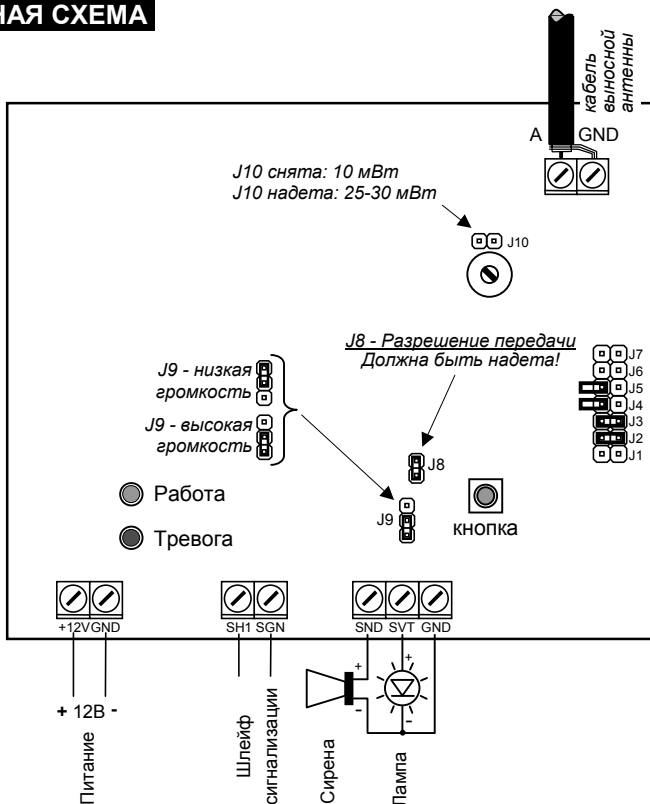 НАЯ СХЕМА
кабель
выносной
антенны
A GND
J10 снята: 10 мВт
J10 надета: 25-30 мВт
J10
J8 - Разрешение передачи
Должна быть надета!
J9 - низкая
громкость
J9 - высокая
громкость
J7
J6
J5
J4
J3
J2
J1
J8
J9
кнопка
Работа
Тревога
+12V GND
SH1 SGN
SND SVT GND
+ 12В -
Питание
Шлейф
сигнализации
+
-
Сирена
+
-
Лампа